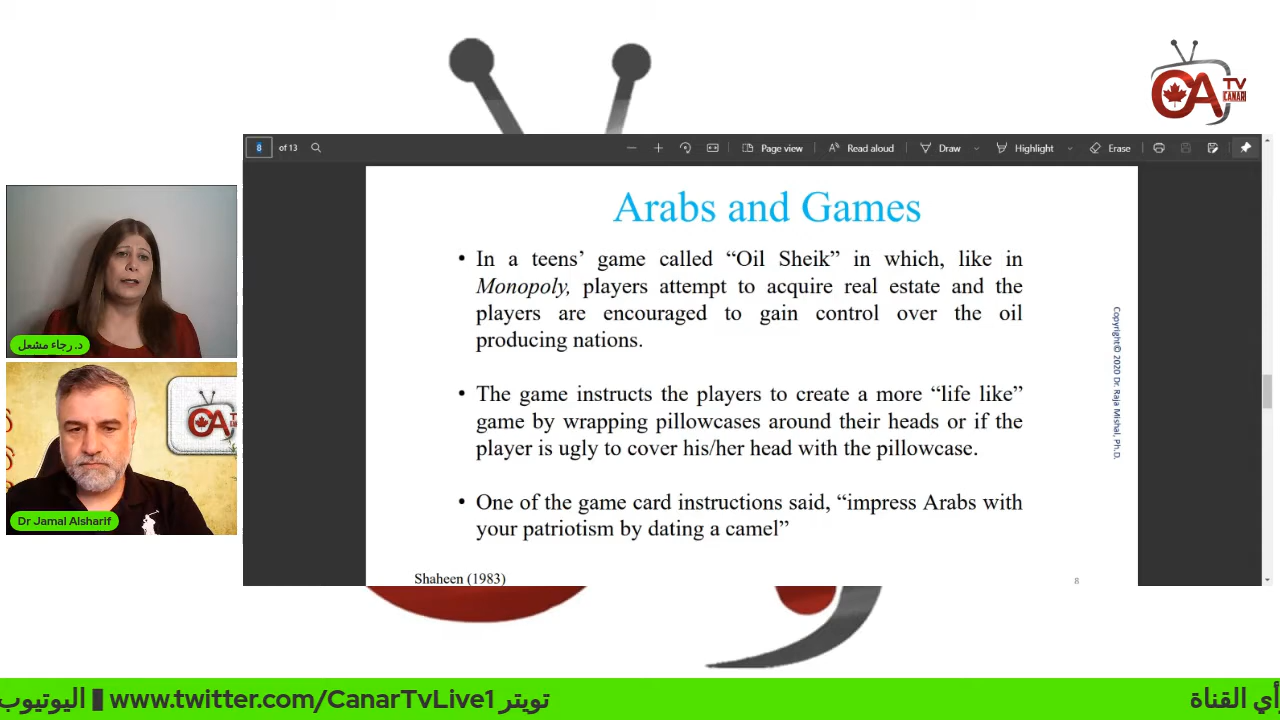 CA TV
CANAR
8 of 13
Page view
Read aloud
Draw
Highlight
Erase
Arabs and Games
• In a teens’ game called “Oil Sheik” in which, like in
Monopoly, players attempt to acquire real estate and the
players are encouraged to gain control over the oil
producing nations.
• The game instructs the players to create a more “life like”
game by wrapping pillowcases around their heads or if the
player is ugly to cover his/her head with the pillowcase.
• One of the game card instructions said, “impress Arabs with
your patriotism by dating a camel”
Shaheen (1983)
8
Copyright© 2020 Dr. Raja Mishal, Ph.D.
د. رجاء مشعل
CA
Dr Jamal Alsharif
رأي القناة
تويتر www.twitter.com/CanarTvLive1 اليوتيوب